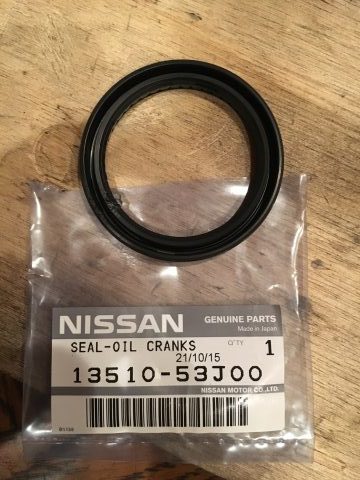 NISSAN GENUINE PARTS
Made in Japan
SEAL-OIL CRANKS Q'TY 1
21/10/15
13510-53J00
NISSAN MOTOR CO.,LTD.